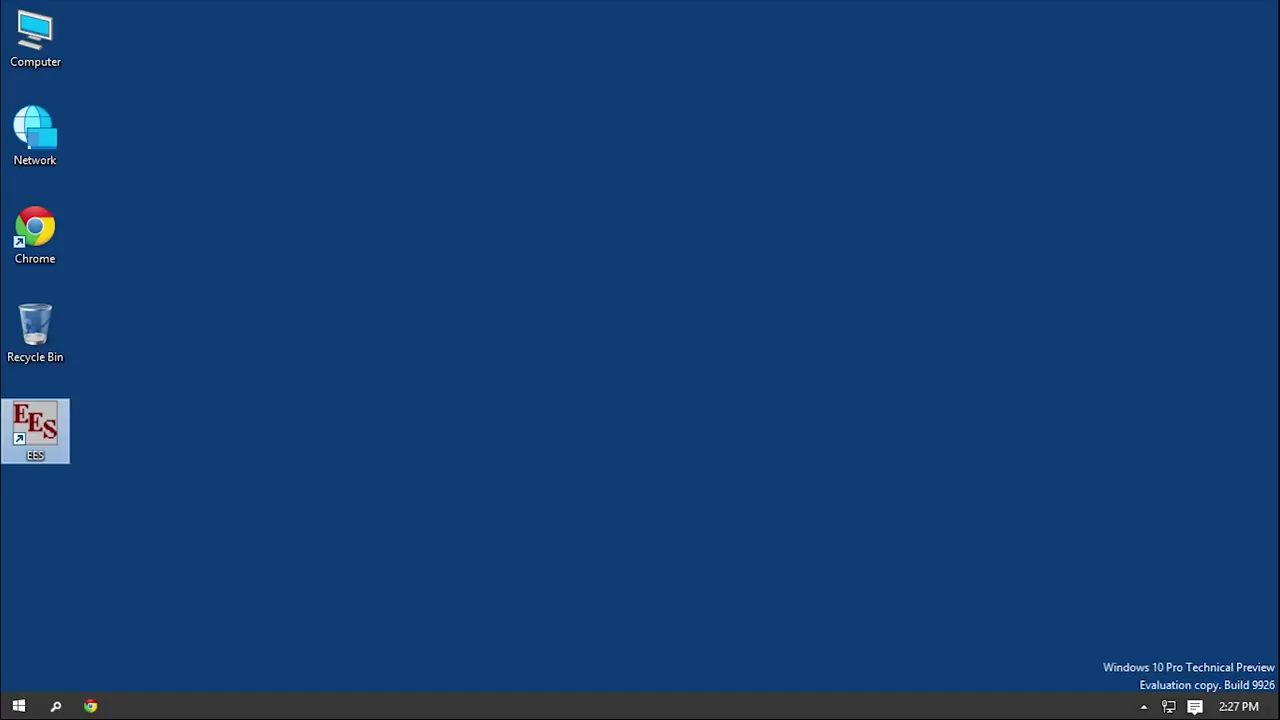 Computer
Network
Chrome
Recycle Bin
EES
EES
Windows 10 Pro Technical Preview
Evaluation copy. Build 9926
2:27 PM